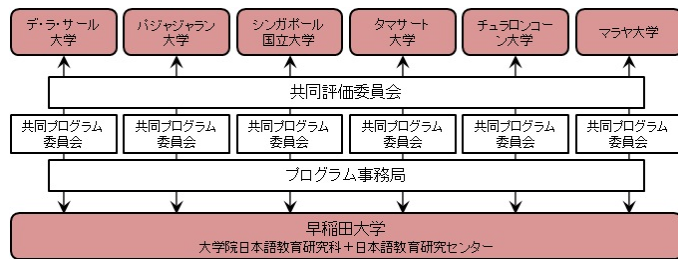 デ・ラ・サール
大学
パジャジャラン
大学
シンガポール
国立大学
タマサート
大学
チュラロンコー
ン大学
マラヤ大学
共同評価委員会
共同プログラム
委員会
共同プログラム
委員会
共同プログラム
委員会
共同プログラム
委員会
共同プログラム
委員会
共同プログラム
委員会
プログラム事務局
早稲田大学
大学院日本語教育研究科＋日本語教育研究センター